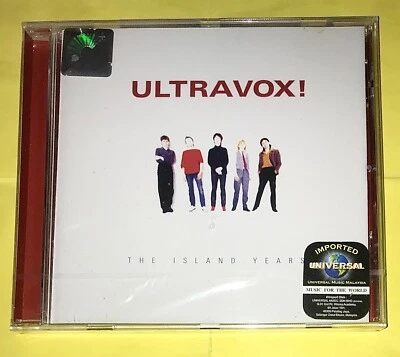 ULTRAVOX!
THE ISLAND YEARS
IMPORTED
UNIVERSAL
UNIVERSAL MUSIC MALAYSIA
MUSIC FOR THE WORLD